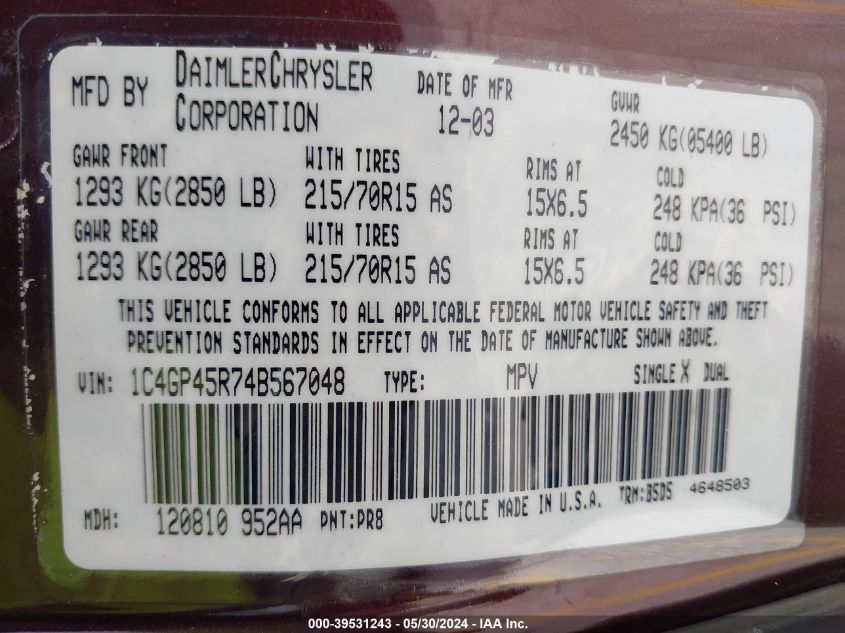 MFD BY DAIMLERCHRYSLER CORPORATION DATE OF MFR 12-03 GVWR 2450 KG(05400 LB)
GAWR FRONT WITH TIRES RIMS AT COLD
1293 KG(2850 LB) 215/70R15 AS 15X6.5 248 KPA(36 PSI)
GAWR REAR WITH TIRES RIMS AT COLD
1293 KG(2850 LB) 215/70R15 AS 15X6.5 248 KPA(36 PSI)
THIS VEHICLE CONFORMS TO ALL APPLICABLE FEDERAL MOTOR VEHICLE SAFETY AND THEFT
PREVENTION STANDARDS IN EFFECT ON THE DATE OF MANUFACTURE SHOWN ABOVE.
VIN: 1C4GP45R74B567048 TYPE: MPV SINGLE X DUAL
MDH: 120810 952AA PNT:PR8 VEHICLE MADE IN U.S.A. TRM:B5D5 4648503
000-39531243 - 05/30/2024 - IAA Inc.